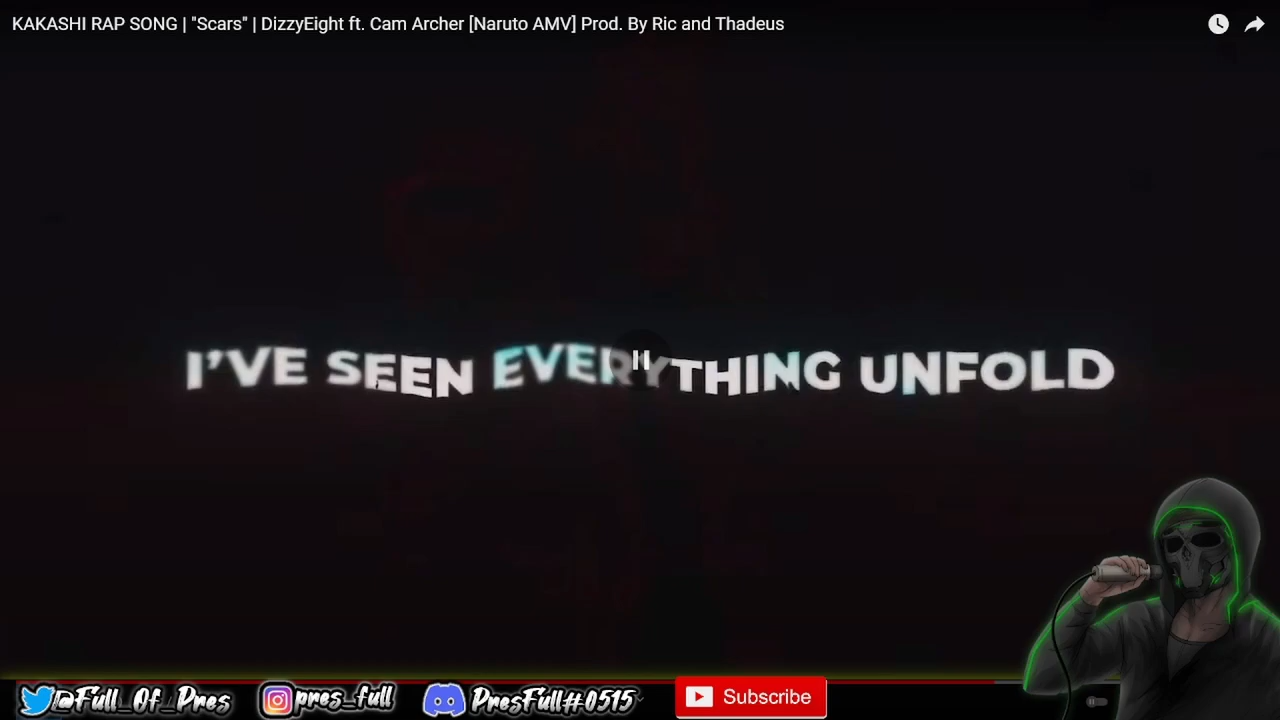 KAKASHI RAP SONG | "Scars" | DizzyEight ft. Cam Archer [Naruto AMV] Prod. By Ric and Thadeus
I'VE SEEN EVERYTHING UNFOLD
@Full_Of_Pres pres_full PresFull#0515 Subscribe